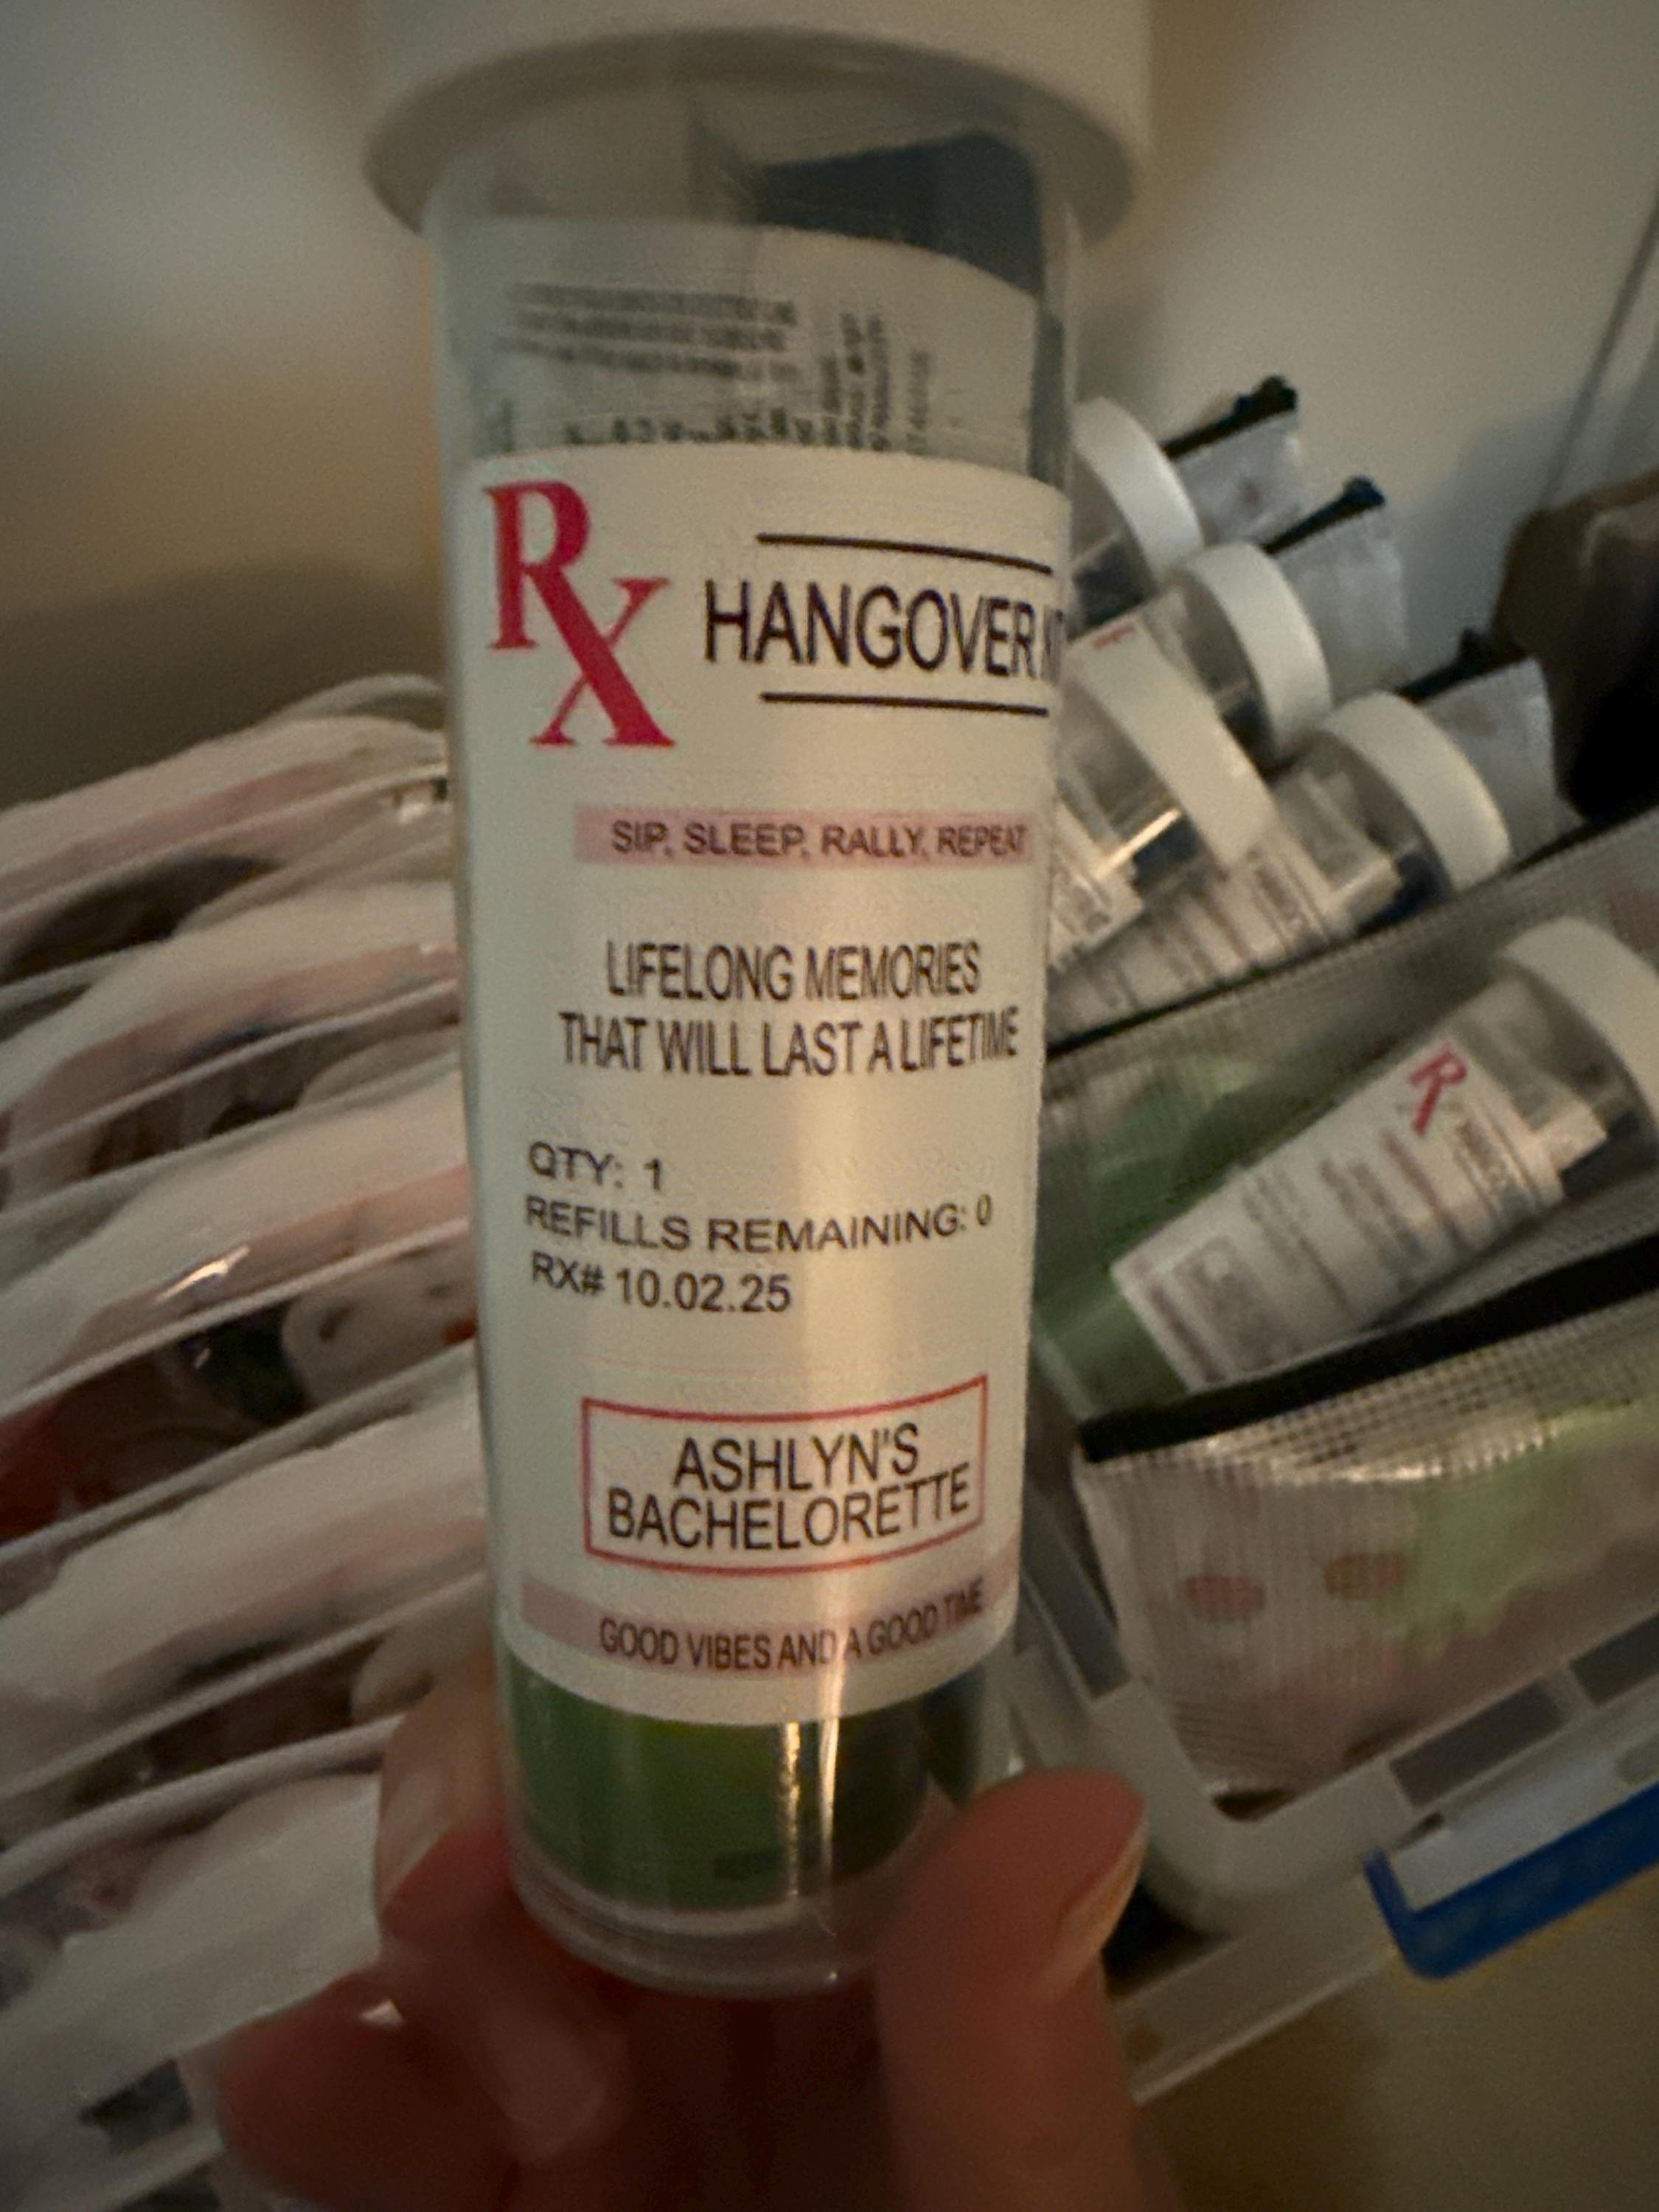 Rx
HANGOVER
SIP, SLEEP, RALLY, REPEAT
LIFELONG MEMORIES
THAT WILL LAST A LIFETIME
QTY: 1
REFILLS REMAINING: 0
RX# 10.02.25
ASHLYN'S
BACHELORETTE
GOOD VIBES AND A GOOD TIME
Rx